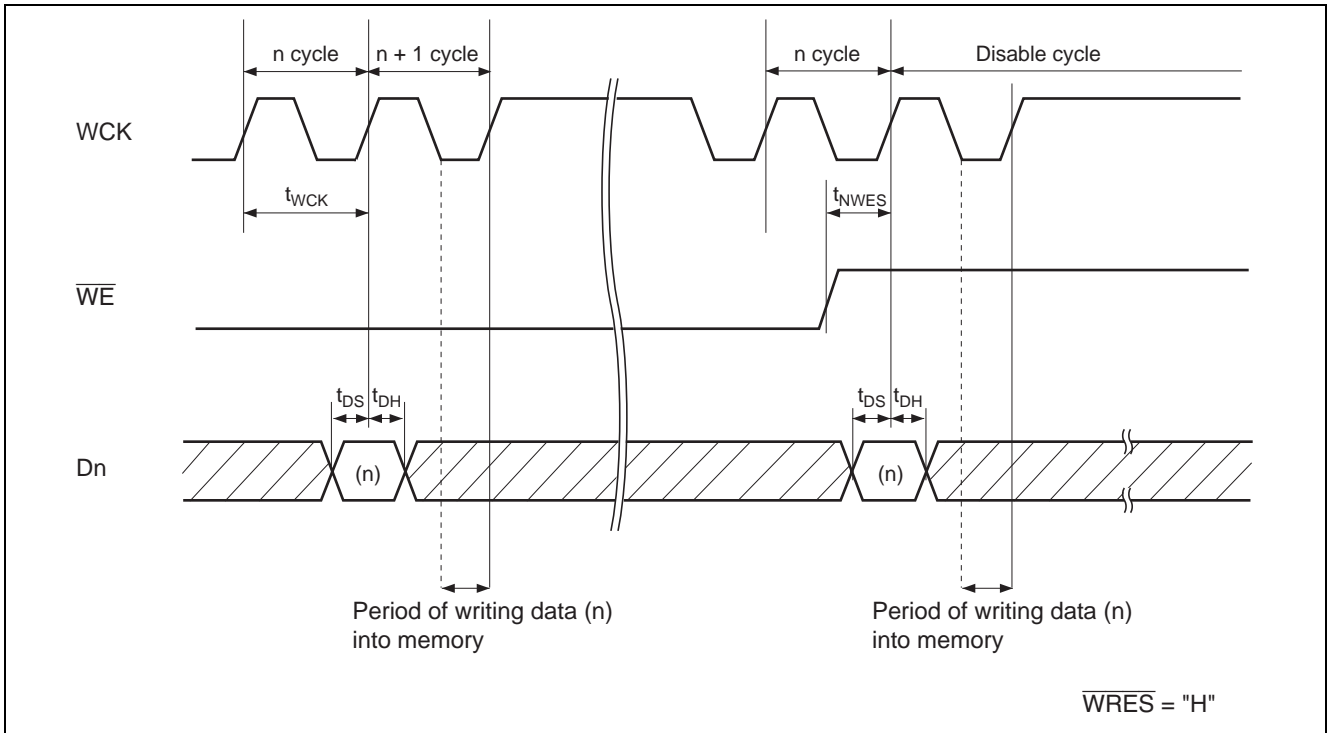 n cycle
n + 1 cycle
n cycle
Disable cycle
WCK
tWCK
tNWES
WE
tDS
tDH
tDS
tDH
Dn
(n)
(n)
Period of writing data (n)
into memory
Period of writing data (n)
into memory
WRES = "H"